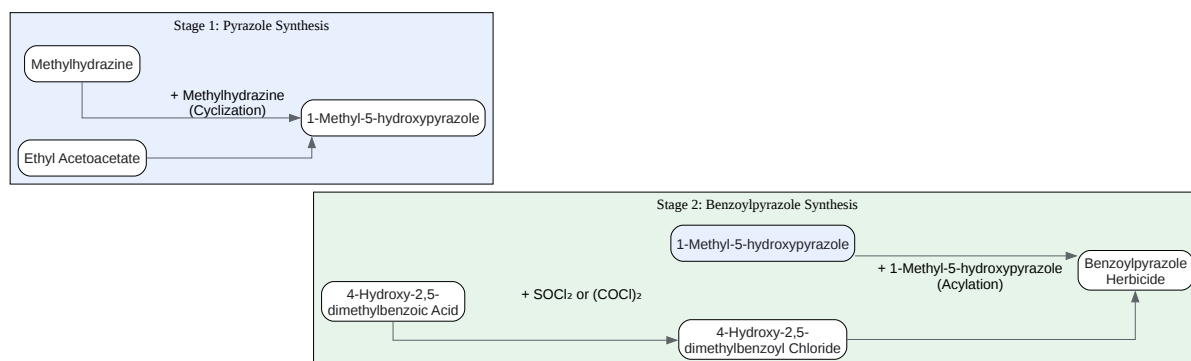 Stage 1: Pyrazole Synthesis
Methylhydrazine
+ Methylhydrazine
(Cyclization)
1-Methyl-5-hydroxypyrazole
Ethyl Acetoacetate
Stage 2: Benzoylpyrazole Synthesis
1-Methyl-5-hydroxypyrazole
+ 1-Methyl-5-hydroxypyrazole
(Acylation)
Benzoylpyrazole
Herbicide
4-Hydroxy-2,5-
dimethylbenzoic Acid
+ SOCl₂ or (COCl)₂
4-Hydroxy-2,5-
dimethylbenzoyl Chloride